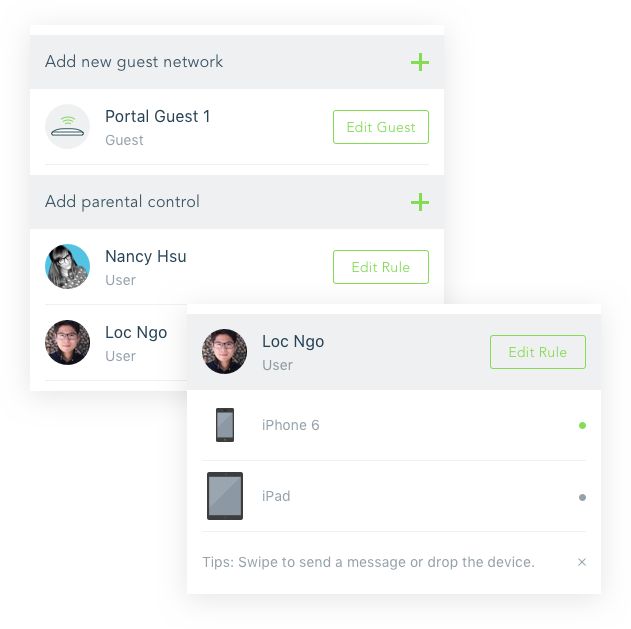 Add new guest network
Portal Guest 1
Guest
Edit Guest
Add parental control
Nancy Hsu
User
Edit Rule
Loc Ngo
User
Loc Ngo
User
Edit Rule
iPhone 6
iPad
Tips: Swipe to send a message or drop the device.